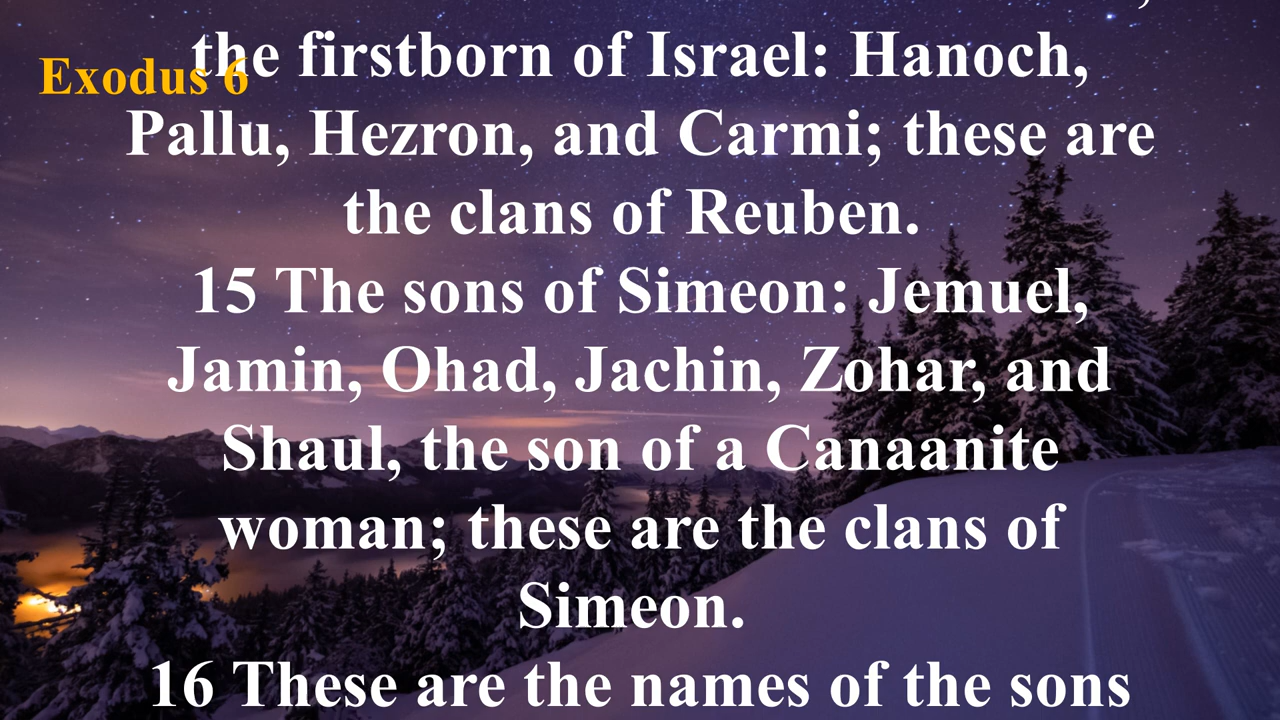 the firstborn of Israel: Hanoch,
Exodus 6
Pallu, Hezron, and Carmi; these are
the clans of Reuben.
15 The sons of Simeon: Jemuel,
Jamin, Ohad, Jachin, Zohar, and
Shaul, the son of a Canaanite
woman; these are the clans of
Simeon.
16 These are the names of the sons